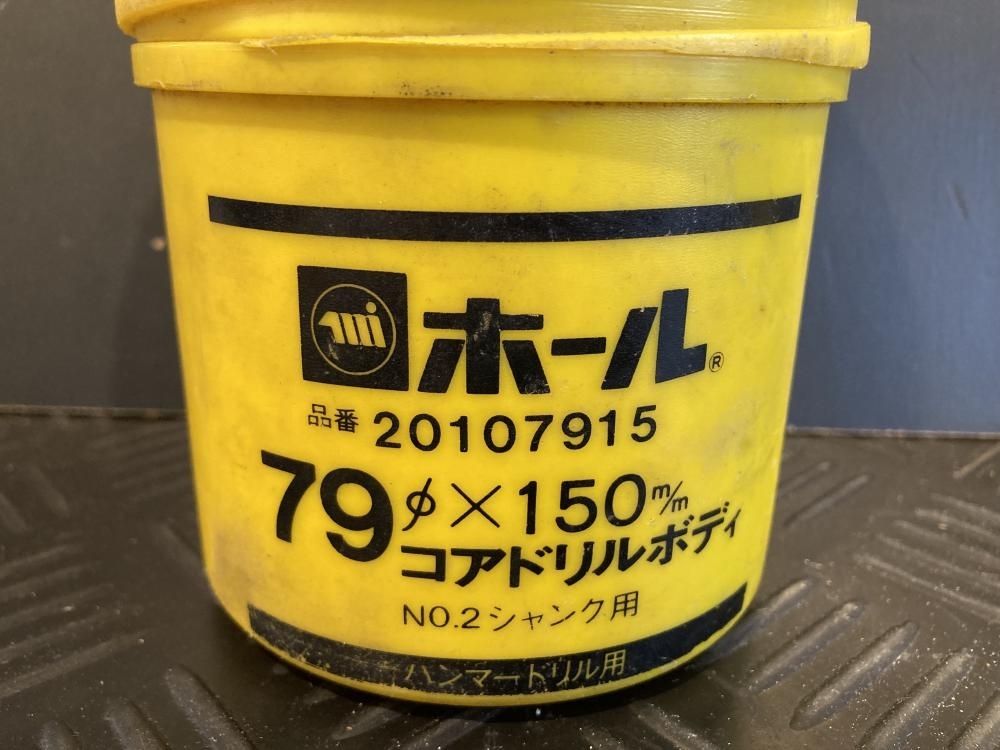 ミホール®
品番 20107915
79φ×150m/m
コアドリルボディ
NO.2シャンク用
ハンマードリル用